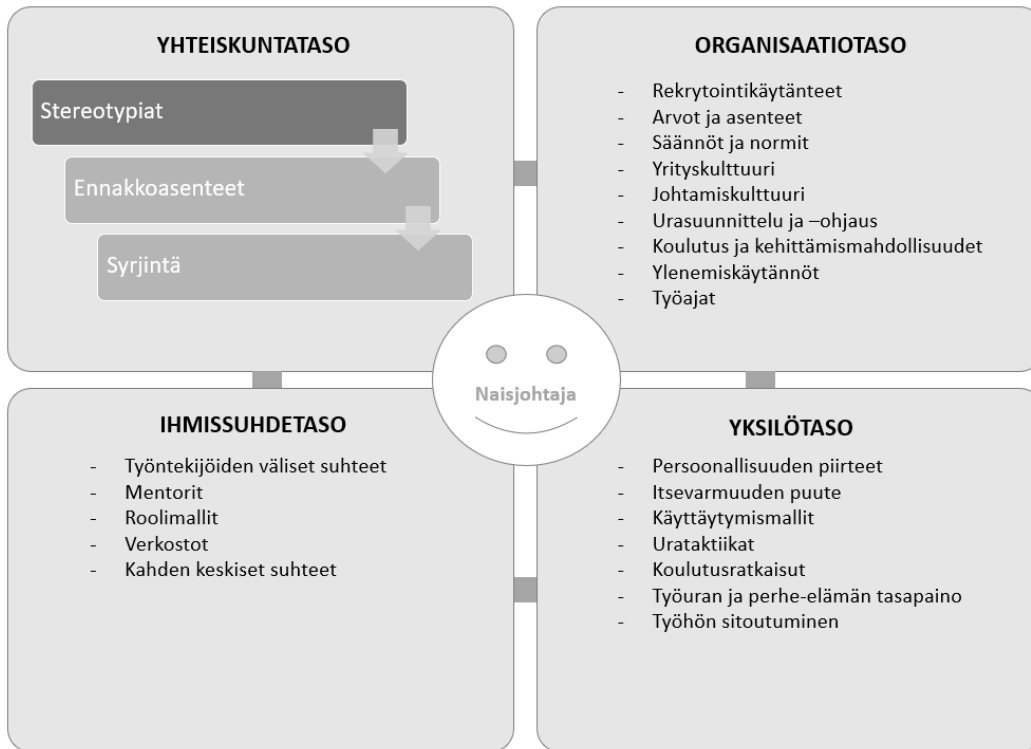 YHTEISKUNTATASO
Stereotypiat
Ennakkoasenteet
Syrjintä
ORGANISAATIOTASO
- Rekrytointikäytänteet
- Arvot ja asenteet
- Säännöt ja normit
- Yrityskulttuuri
- Johtamiskulttuuri
- Urasuunnittelu ja –ohjaus
- Koulutus ja kehittämismahdollisuudet
- Ylenemiskäytännöt
- Työajat
Naisjohtaja
IHMISSUHDETASO
- Työntekijöiden väliset suhteet
- Mentorit
- Roolimallit
- Verkostot
- Kahden keskiset suhteet
YKSILÖTASO
- Persoonallisuuden piirteet
- Itsevarmuuden puute
- Käyttäytymismallit
- Urataktiikat
- Koulutusratkaisut
- Työuran ja perhe-elämän tasapaino
- Työhön sitoutuminen